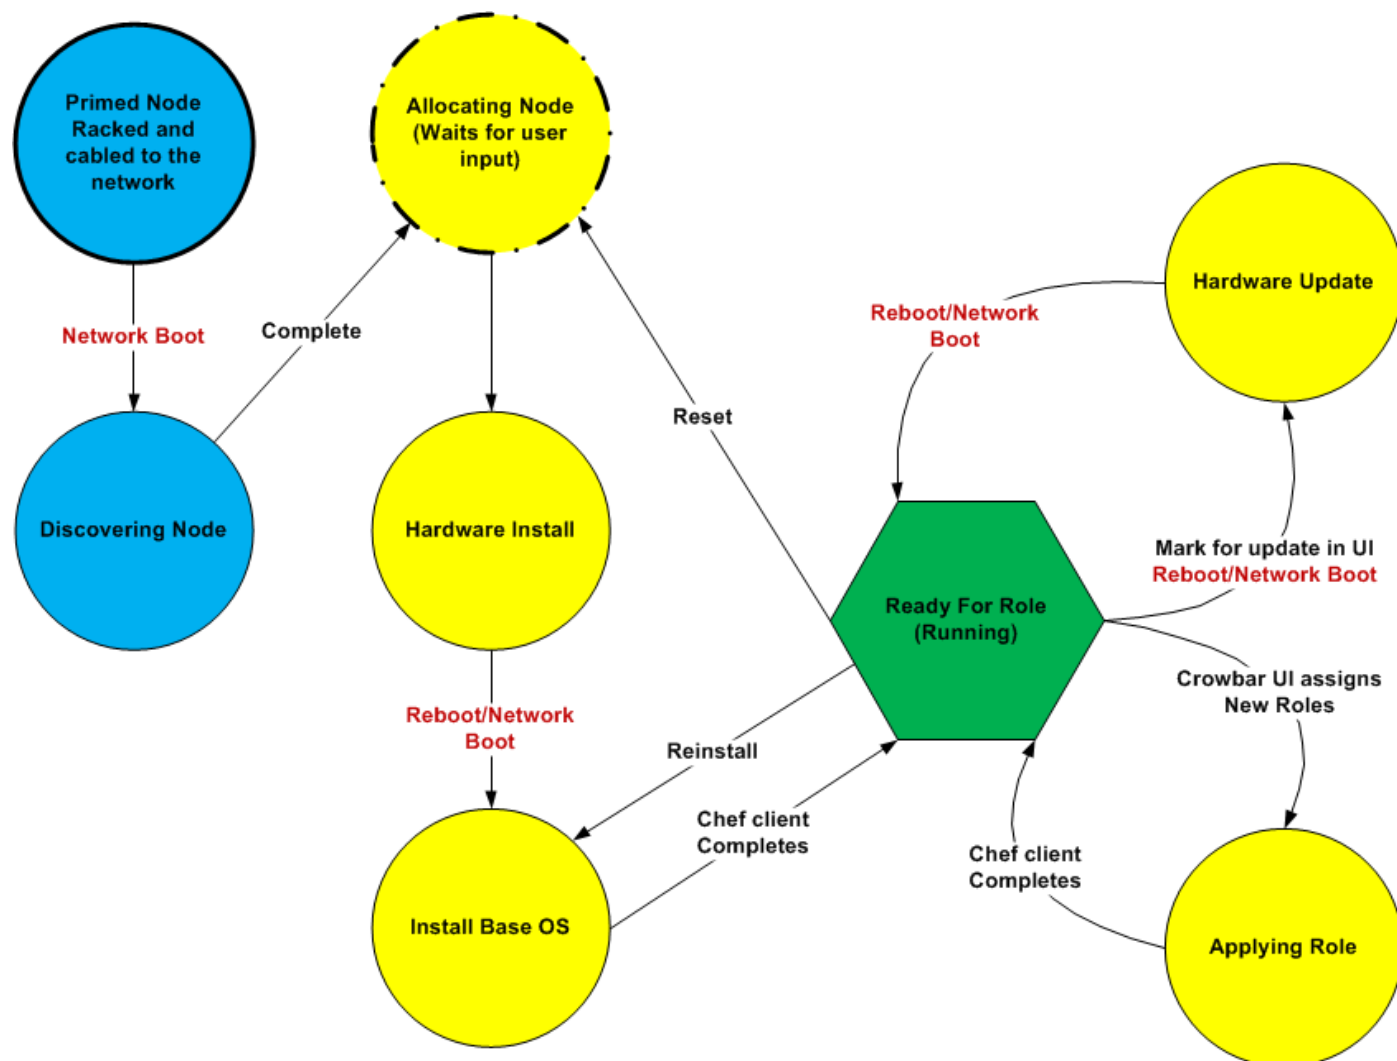 Primed Node
Racked and
cabled to the
network
Allocating Node
(Waits for user
input)
Hardware Update
Network Boot
Complete
Reboot/Network
Boot
Reset
Discovering Node
Hardware Install
Mark for update in UI
Reboot/Network Boot
Ready For Role
(Running)
Crowbar UI assigns
New Roles
Reboot/Network
Boot
Reinstall
Chef client
Completes
Chef client
Completes
Install Base OS
Applying Role